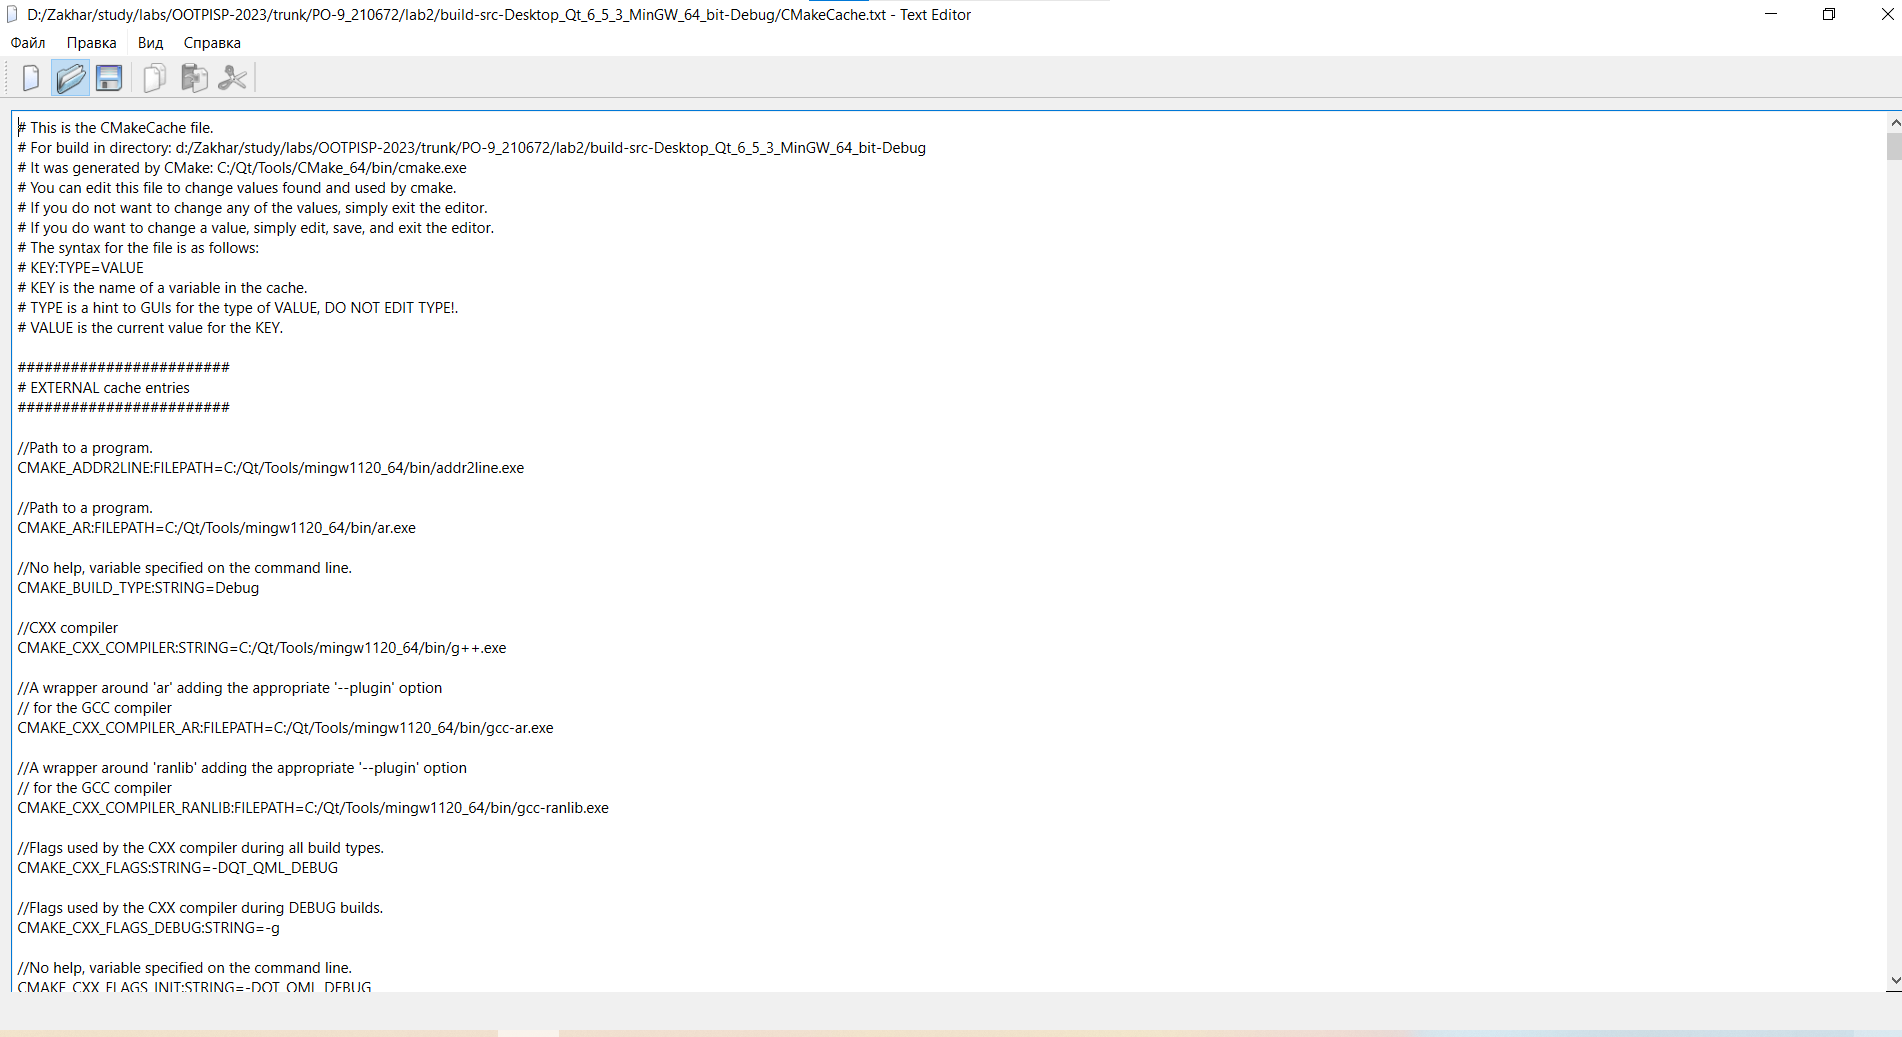 D:/Zakhar/study/labs/OOTPISP-2023/trunk/PO-9_210672/lab2/build-src-Desktop_Qt_6_5_3_MinGW_64_bit-Debug/CMakeCache.txt - Text Editor
Файл Правка Вид Справка
# This is the CMakeCache file.
# For build in directory: d:/Zakhar/study/labs/OOTPISP-2023/trunk/PO-9_210672/lab2/build-src-Desktop_Qt_6_5_3_MinGW_64_bit-Debug
# It was generated by CMake: C:/Qt/Tools/CMake_64/bin/cmake.exe
# You can edit this file to change values found and used by cmake.
# If you do not want to change any of the values, simply exit the editor.
# If you do want to change a value, simply edit, save, and exit the editor.
# The syntax for the file is as follows:
# KEY:TYPE=VALUE
# KEY is the name of a variable in the cache.
# TYPE is a hint to GUIs for the type of VALUE, DO NOT EDIT TYPE!.
# VALUE is the current value for the KEY.
########################
# EXTERNAL cache entries
########################
//Path to a program.
CMAKE_ADDR2LINE:FILEPATH=C:/Qt/Tools/mingw1120_64/bin/addr2line.exe
//Path to a program.
CMAKE_AR:FILEPATH=C:/Qt/Tools/mingw1120_64/bin/ar.exe
//No help, variable specified on the command line.
CMAKE_BUILD_TYPE:STRING=Debug
//CXX compiler
CMAKE_CXX_COMPILER:STRING=C:/Qt/Tools/mingw1120_64/bin/g++.exe
//A wrapper around 'ar' adding the appropriate '--plugin' option
// for the GCC compiler
CMAKE_CXX_COMPILER_AR:FILEPATH=C:/Qt/Tools/mingw1120_64/bin/gcc-ar.exe
//A wrapper around 'ranlib' adding the appropriate '--plugin' option
// for the GCC compiler
CMAKE_CXX_COMPILER_RANLIB:FILEPATH=C:/Qt/Tools/mingw1120_64/bin/gcc-ranlib.exe
//Flags used by the CXX compiler during all build types.
CMAKE_CXX_FLAGS:STRING=-DQT_QML_DEBUG
//Flags used by the CXX compiler during DEBUG builds.
CMAKE_CXX_FLAGS_DEBUG:STRING=-g
//No help, variable specified on the command line.
CMAKE_CXX_FLAGS_INIT:STRING=-DQT_QML_DEBUG